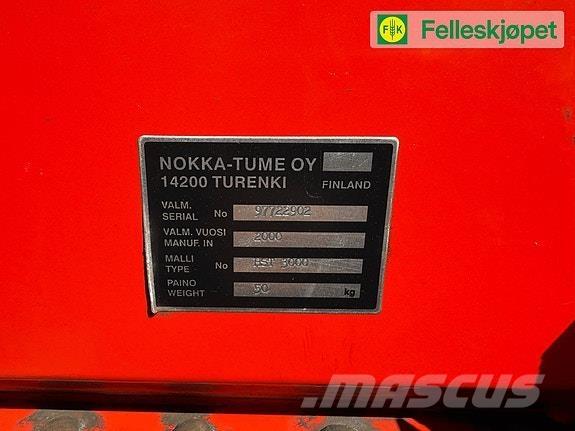 FK Felleskjøpet
NOKKA-TUME OY
14200 TURENKI FINLAND
VALM. SERIAL No 97722902
VALM. VUOSI MANUF. IN 2000
MALLI TYPE No HST 3000
PAINO WEIGHT 50 kg
MASCUS